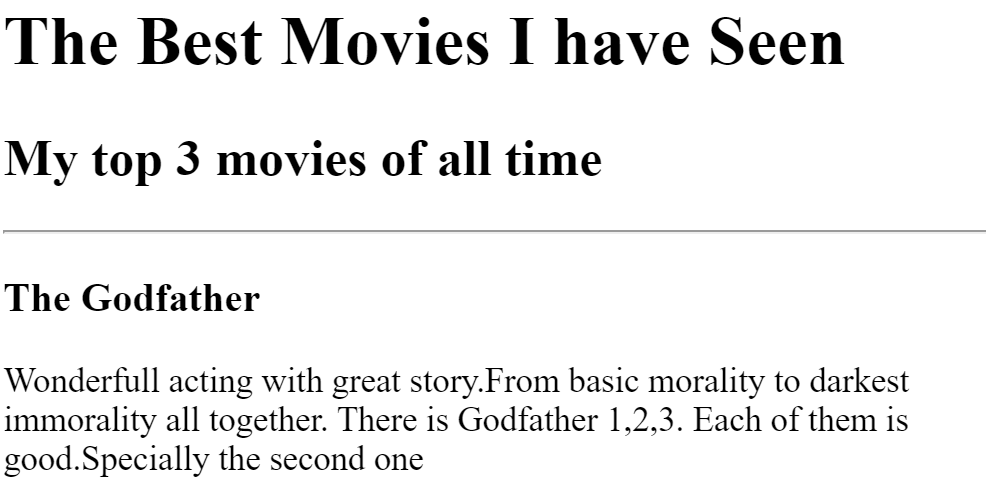 The Best Movies I have Seen
My top 3 movies of all time
The Godfather
Wonderfull acting with great story.From basic morality to darkest
immorality all together. There is Godfather 1,2,3. Each of them is
good.Specially the second one